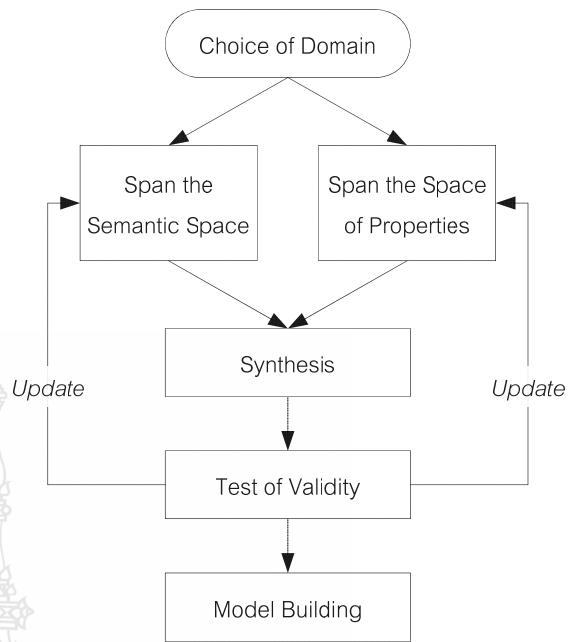 Choice of Domain
Span the
Semantic Space
Span the Space
of Properties
Synthesis
Update
Update
Test of Validity
Model Building